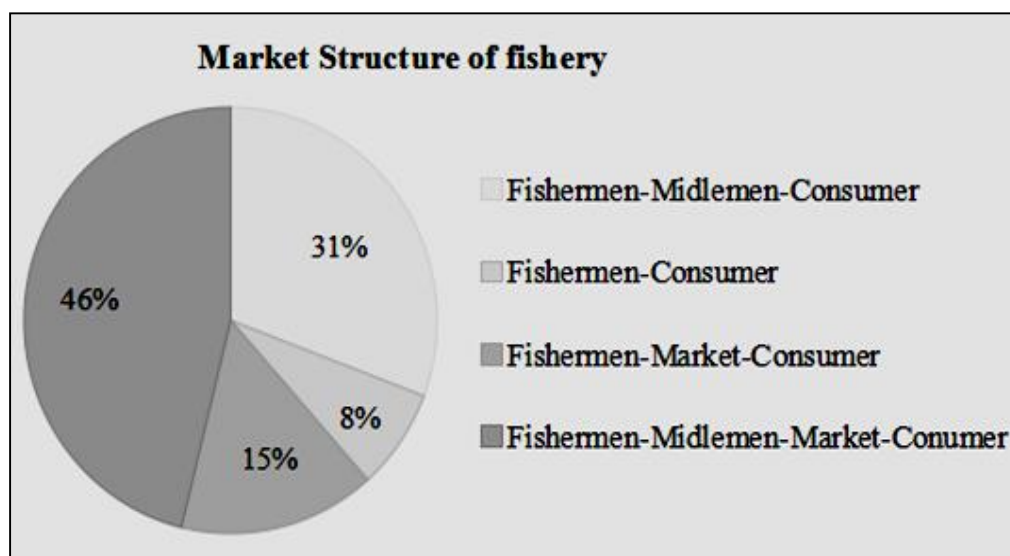 Market Structure of fishery
31%
8%
15%
46%
Fishermen-Midlemen-Consumer
Fishermen-Consumer
Fishermen-Market-Consumer
Fishermen-Midlemen-Market-Conumer